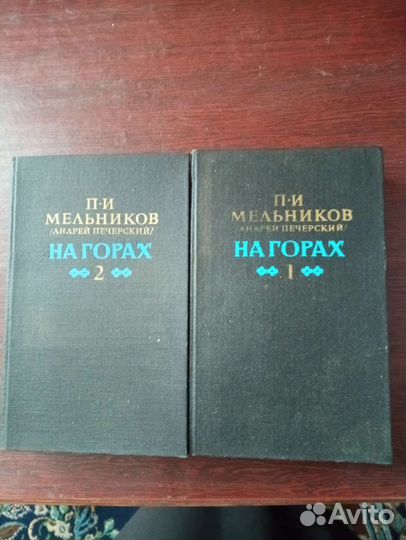 П·И
МЕЛЬНИКОВ
/АНДРЕЙ ПЕЧЕРСКИЙ/
НА ГОРАХ
2
П·И
МЕЛЬНИКОВ
/АНДРЕЙ ПЕЧЕРСКИЙ/
НА ГОРАХ
1
Avito